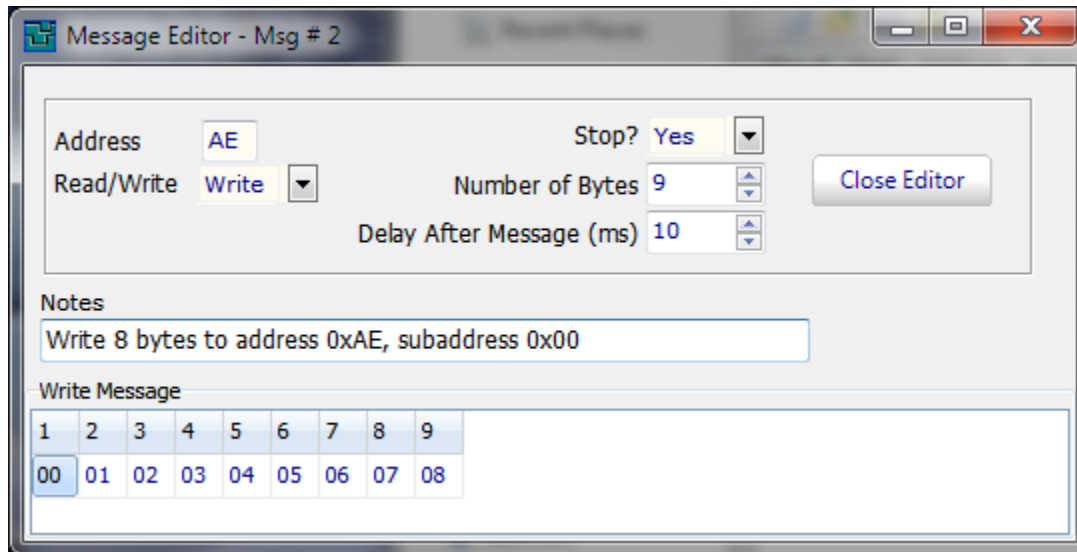 Message Editor - Msg # 2
Recent Places
Address AE Stop? Yes
Read/Write Write Number of Bytes 9 Close Editor
Delay After Message (ms) 10
Notes
Write 8 bytes to address 0xAE, subaddress 0x00
Write Message
1 2 3 4 5 6 7 8 9
00 01 02 03 04 05 06 07 08